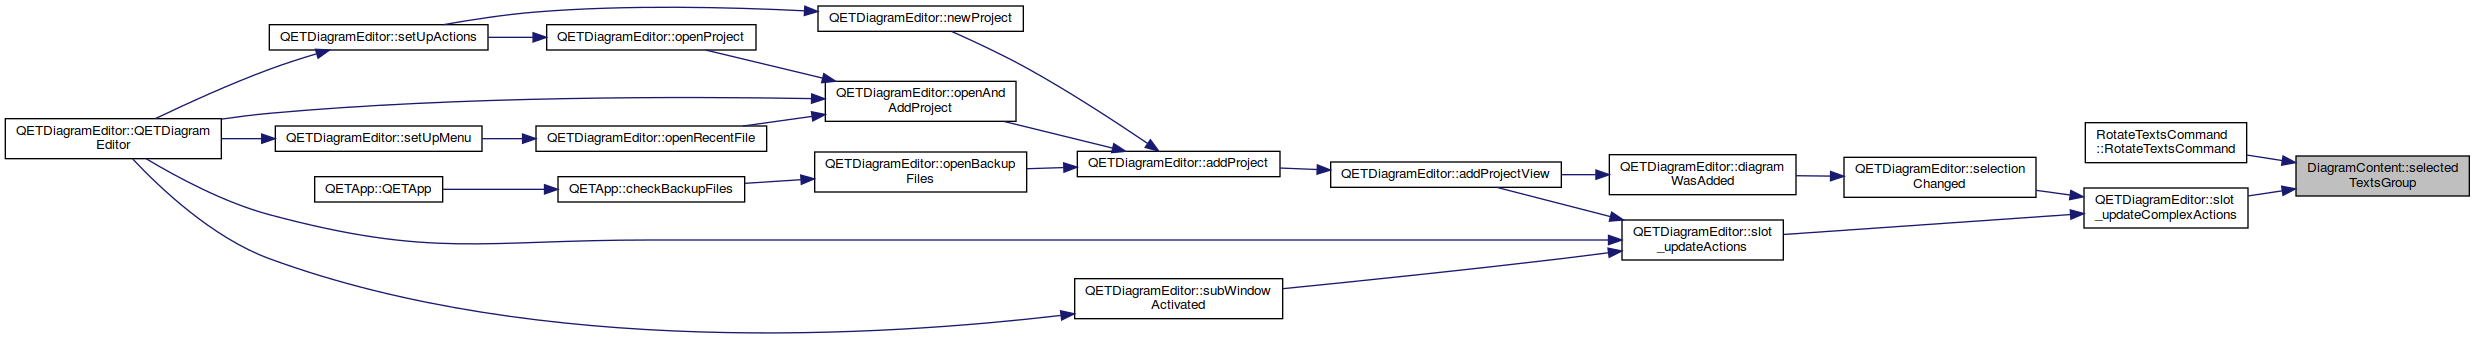 QETDiagramEditor::newProject
QETDiagramEditor::setUpActions
QETDiagramEditor::openProject
QETDiagramEditor::openAnd
AddProject
QETDiagramEditor::QETDiagram
Editor
QETDiagramEditor::setUpMenu
QETDiagramEditor::openRecentFile
QETDiagramEditor::openBackup
Files
QETDiagramEditor::addProject
QETApp::QETApp
QETApp::checkBackupFiles
QETDiagramEditor::addProjectView
QETDiagramEditor::diagram
WasAdded
QETDiagramEditor::selection
Changed
RotateTextsCommand
::RotateTextsCommand
DiagramContent::selected
TextsGroup
QETDiagramEditor::slot
_updateComplexActions
QETDiagramEditor::slot
_updateActions
QETDiagramEditor::subWindow
Activated